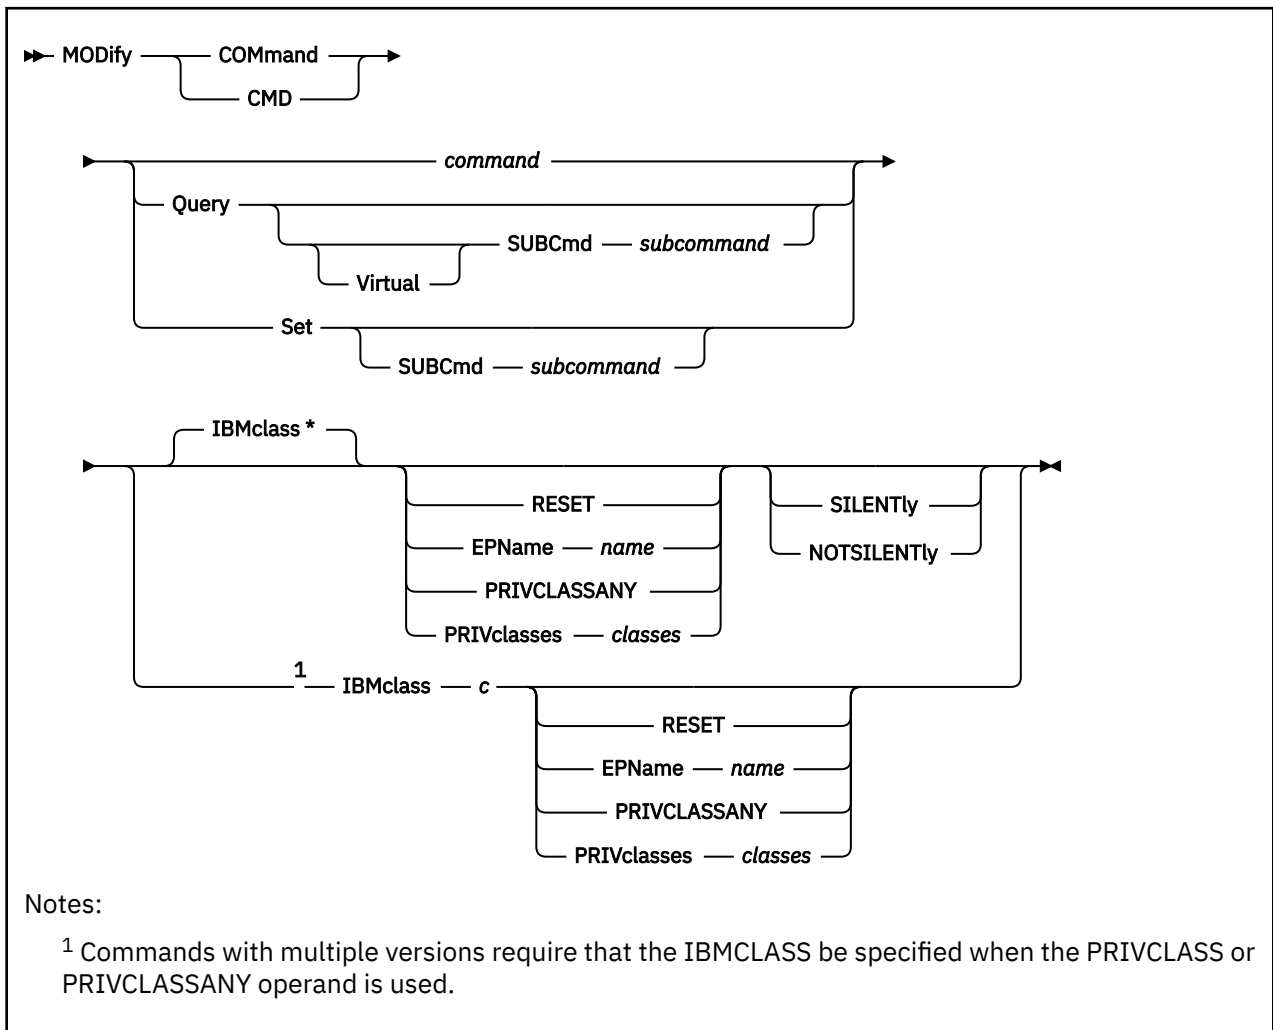 MODify COMmand
CMD
command
Query
SUBCmd subcommand
Virtual
Set
SUBCmd subcommand
IBMclass *
RESET SILENTly
EPName name NOTSILENTly
PRIVCLASSANY
PRIVclasses classes
1 IBMclass c
RESET
EPName name
PRIVCLASSANY
PRIVclasses classes
Notes:
1 Commands with multiple versions require that the IBMCLASS be specified when the PRIVCLASS or
PRIVCLASSANY operand is used.